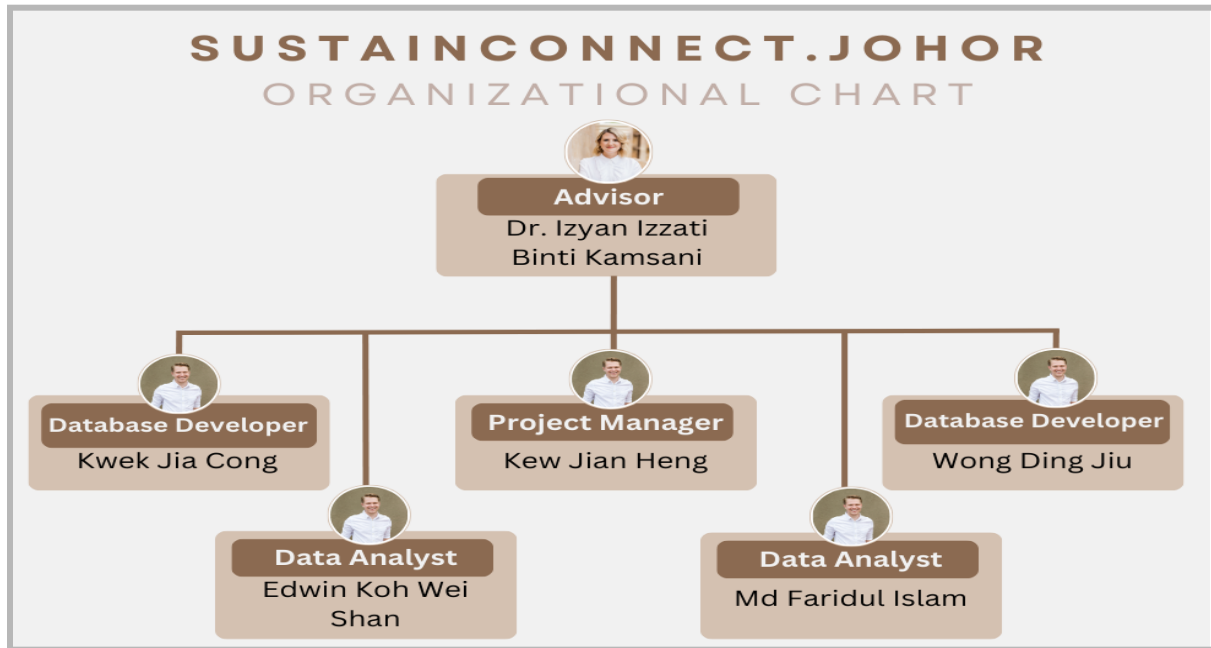 SUSTAINCONNECT.JOHOR
ORGANIZATIONAL CHART
Advisor
Dr. Izyan Izzati
Binti Kamsani
Database Developer
Kwek Jia Cong
Project Manager
Kew Jian Heng
Database Developer
Wong Ding Jiu
Data Analyst
Edwin Koh Wei
Shan
Data Analyst
Md Faridul Islam